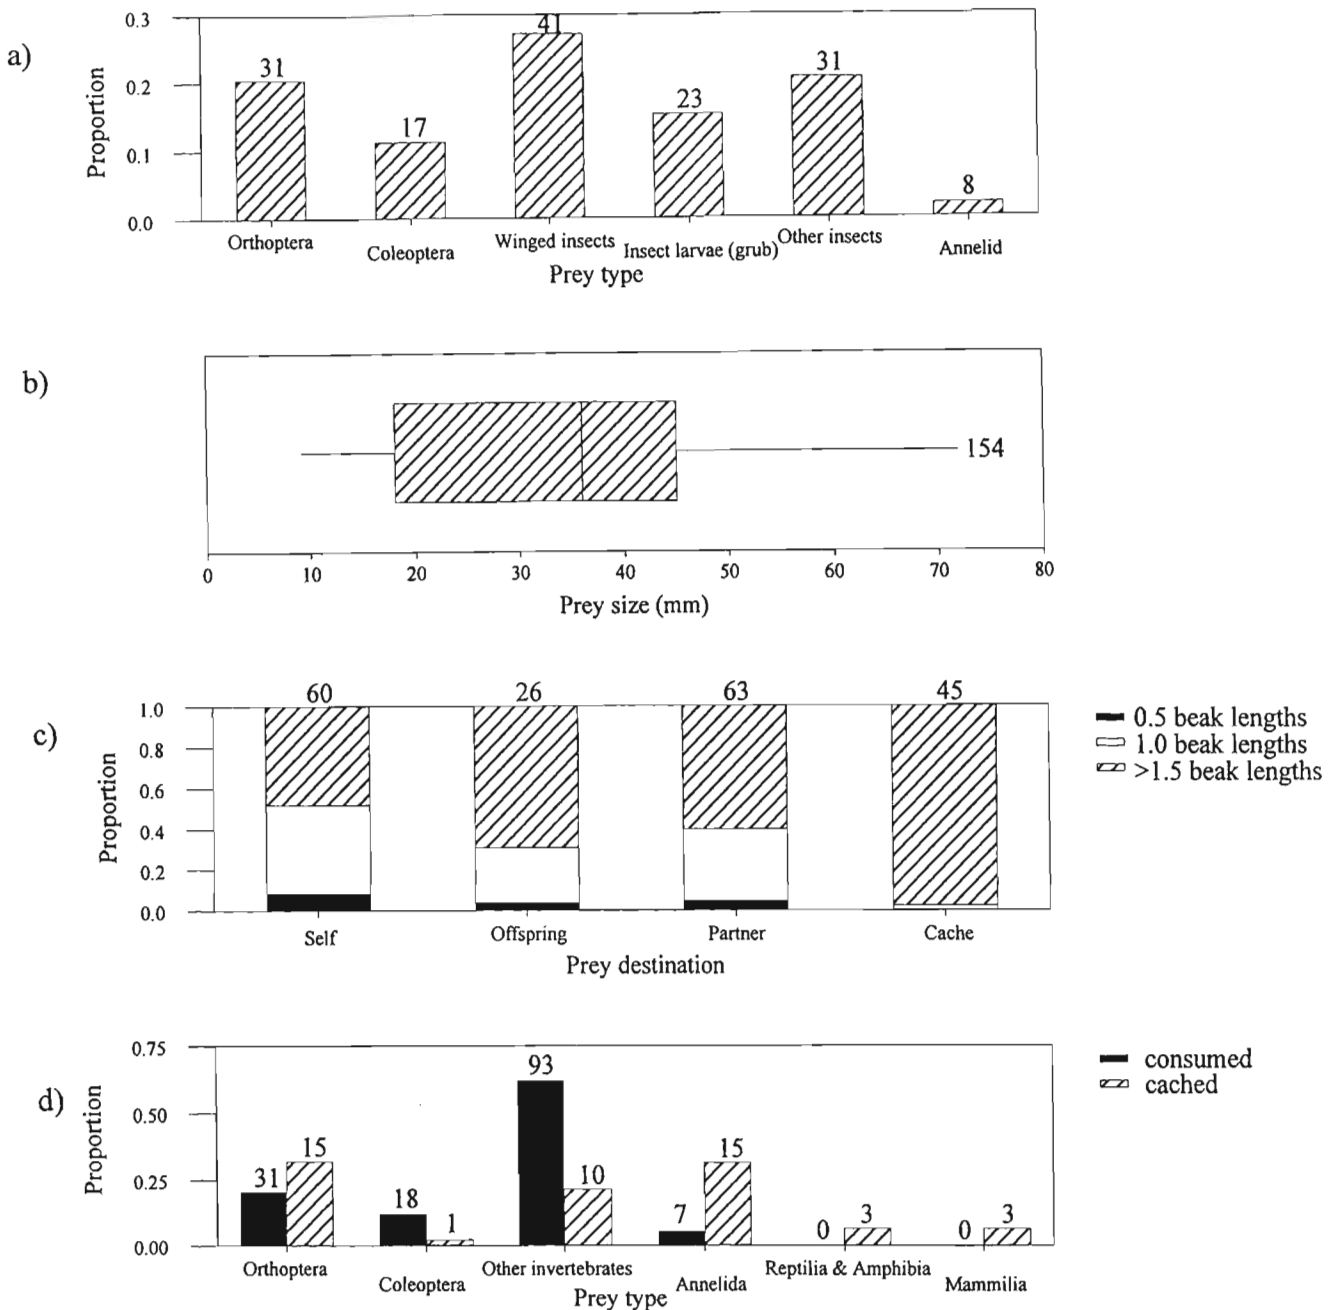 a)
0.3
0.2
0.1
0.0
Proportion
31
17
41
23
31
8
Orthoptera
Coleoptera
Winged insects
Insect larvae (grub)
Other insects
Annelid
Prey type
b)
154
0 10 20 30 40 50 60 70 80
Prey size (mm)
c)
60 26 63 45
1.0
0.8
0.6
0.4
0.2
0.0
Proportion
Self Offspring Partner Cache
Prey destination
0.5 beak lengths
1.0 beak lengths
>1.5 beak lengths
d)
0.75
0.50
0.25
0.00
Proportion
31 15
18 1
93 10
7 15
0 3
0 3
Orthoptera
Coleoptera
Other invertebrates
Annelida
Reptilia & Amphibia
Mammilia
Prey type
consumed
cached